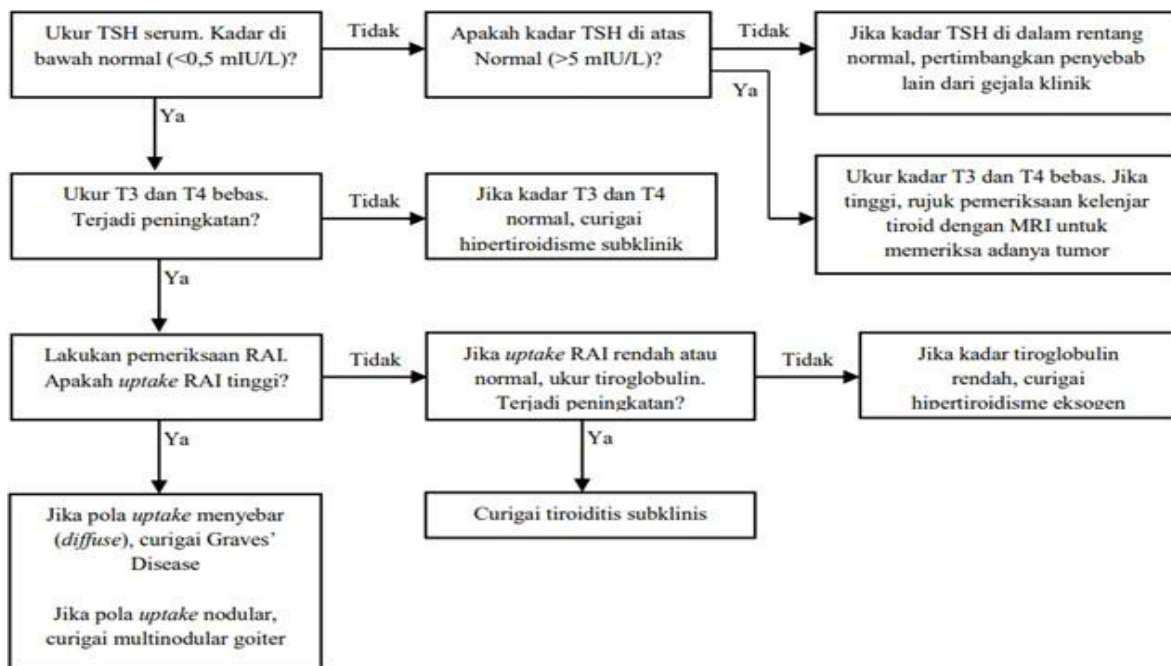 Ukur TSH serum. Kadar di
bawah normal (<0,5 mIU/L)?
Tidak
Apakah kadar TSH di atas
Normal (>5 mIU/L)?
Tidak
Jika kadar TSH di dalam rentang
normal, pertimbangkan penyebab
lain dari gejala klinik
Ya
Ya
Ukur T3 dan T4 bebas.
Terjadi peningkatan?
Tidak
Jika kadar T3 dan T4
normal, curigai
hipertiroidisme subklinik
Ukur kadar T3 dan T4 bebas. Jika
tinggi, rujuk pemeriksaan kelenjar
tiroid dengan MRI untuk
memeriksa adanya tumor
Ya
Lakukan pemeriksaan RAI.
Apakah uptake RAI tinggi?
Tidak
Jika uptake RAI rendah atau
normal, ukur tiroglobulin.
Terjadi peningkatan?
Tidak
Jika kadar tiroglobulin
rendah, curigai
hipertiroidisme eksogen
Ya
Ya
Jika pola uptake menyebar
(diffuse), curigai Graves'
Disease
Jika pola uptake nodular,
curigai multinodular goiter
Curigai tiroiditis subklinis